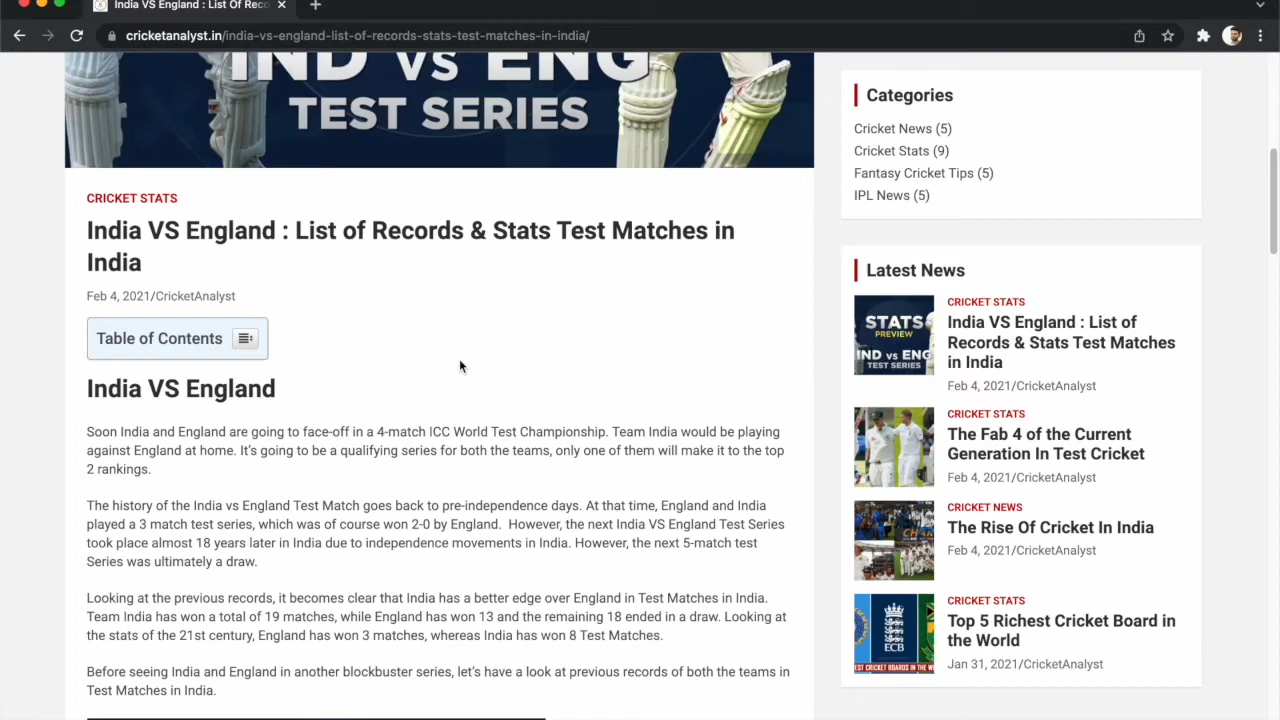 India VS England : List Of Reco
cricketanalyst.in/india-vs-england-list-of-records-stats-test-matches-in-india/
IND vs ENG
TEST SERIES
CRICKET STATS
India VS England : List of Records & Stats Test Matches in
India
Feb 4, 2021/CricketAnalyst
Table of Contents
India VS England
Soon India and England are going to face-off in a 4-match ICC World Test Championship. Team India would be playing
against England at home. It's going to be a qualifying series for both the teams, only one of them will make it to the top
2 rankings.
The history of the India vs England Test Match goes back to pre-independence days. At that time, England and India
played a 3 match test series, which was of course won 2-0 by England.  However, the next India VS England Test Series
took place almost 18 years later in India due to independence movements in India. However, the next 5-match test
Series was ultimately a draw.
Looking at the previous records, it becomes clear that India has a better edge over England in Test Matches in India.
Team India has won a total of 19 matches, while England has won 13 and the remaining 18 ended in a draw. Looking at
the stats of the 21st century, England has won 3 matches, whereas India has won 8 Test Matches.
Before seeing India and England in another blockbuster series, let's have a look at previous records of both the teams in
Test Matches in India.
Categories
Cricket News (5)
Cricket Stats (9)
Fantasy Cricket Tips (5)
IPL News (5)
Latest News
STATS
PREVIEW
IND vs ENG
TEST SERIES
CRICKET STATS
India VS England : List of
Records & Stats Test Matches
in India
Feb 4, 2021/CricketAnalyst
CRICKET STATS
The Fab 4 of the Current
Generation In Test Cricket
Feb 4, 2021/CricketAnalyst
CRICKET NEWS
The Rise Of Cricket In India
Feb 4, 2021/CricketAnalyst
ECB
EST CRICKET BOARDS IN THE W
CRICKET STATS
Top 5 Richest Cricket Board in
the World
Jan 31, 2021/CricketAnalyst